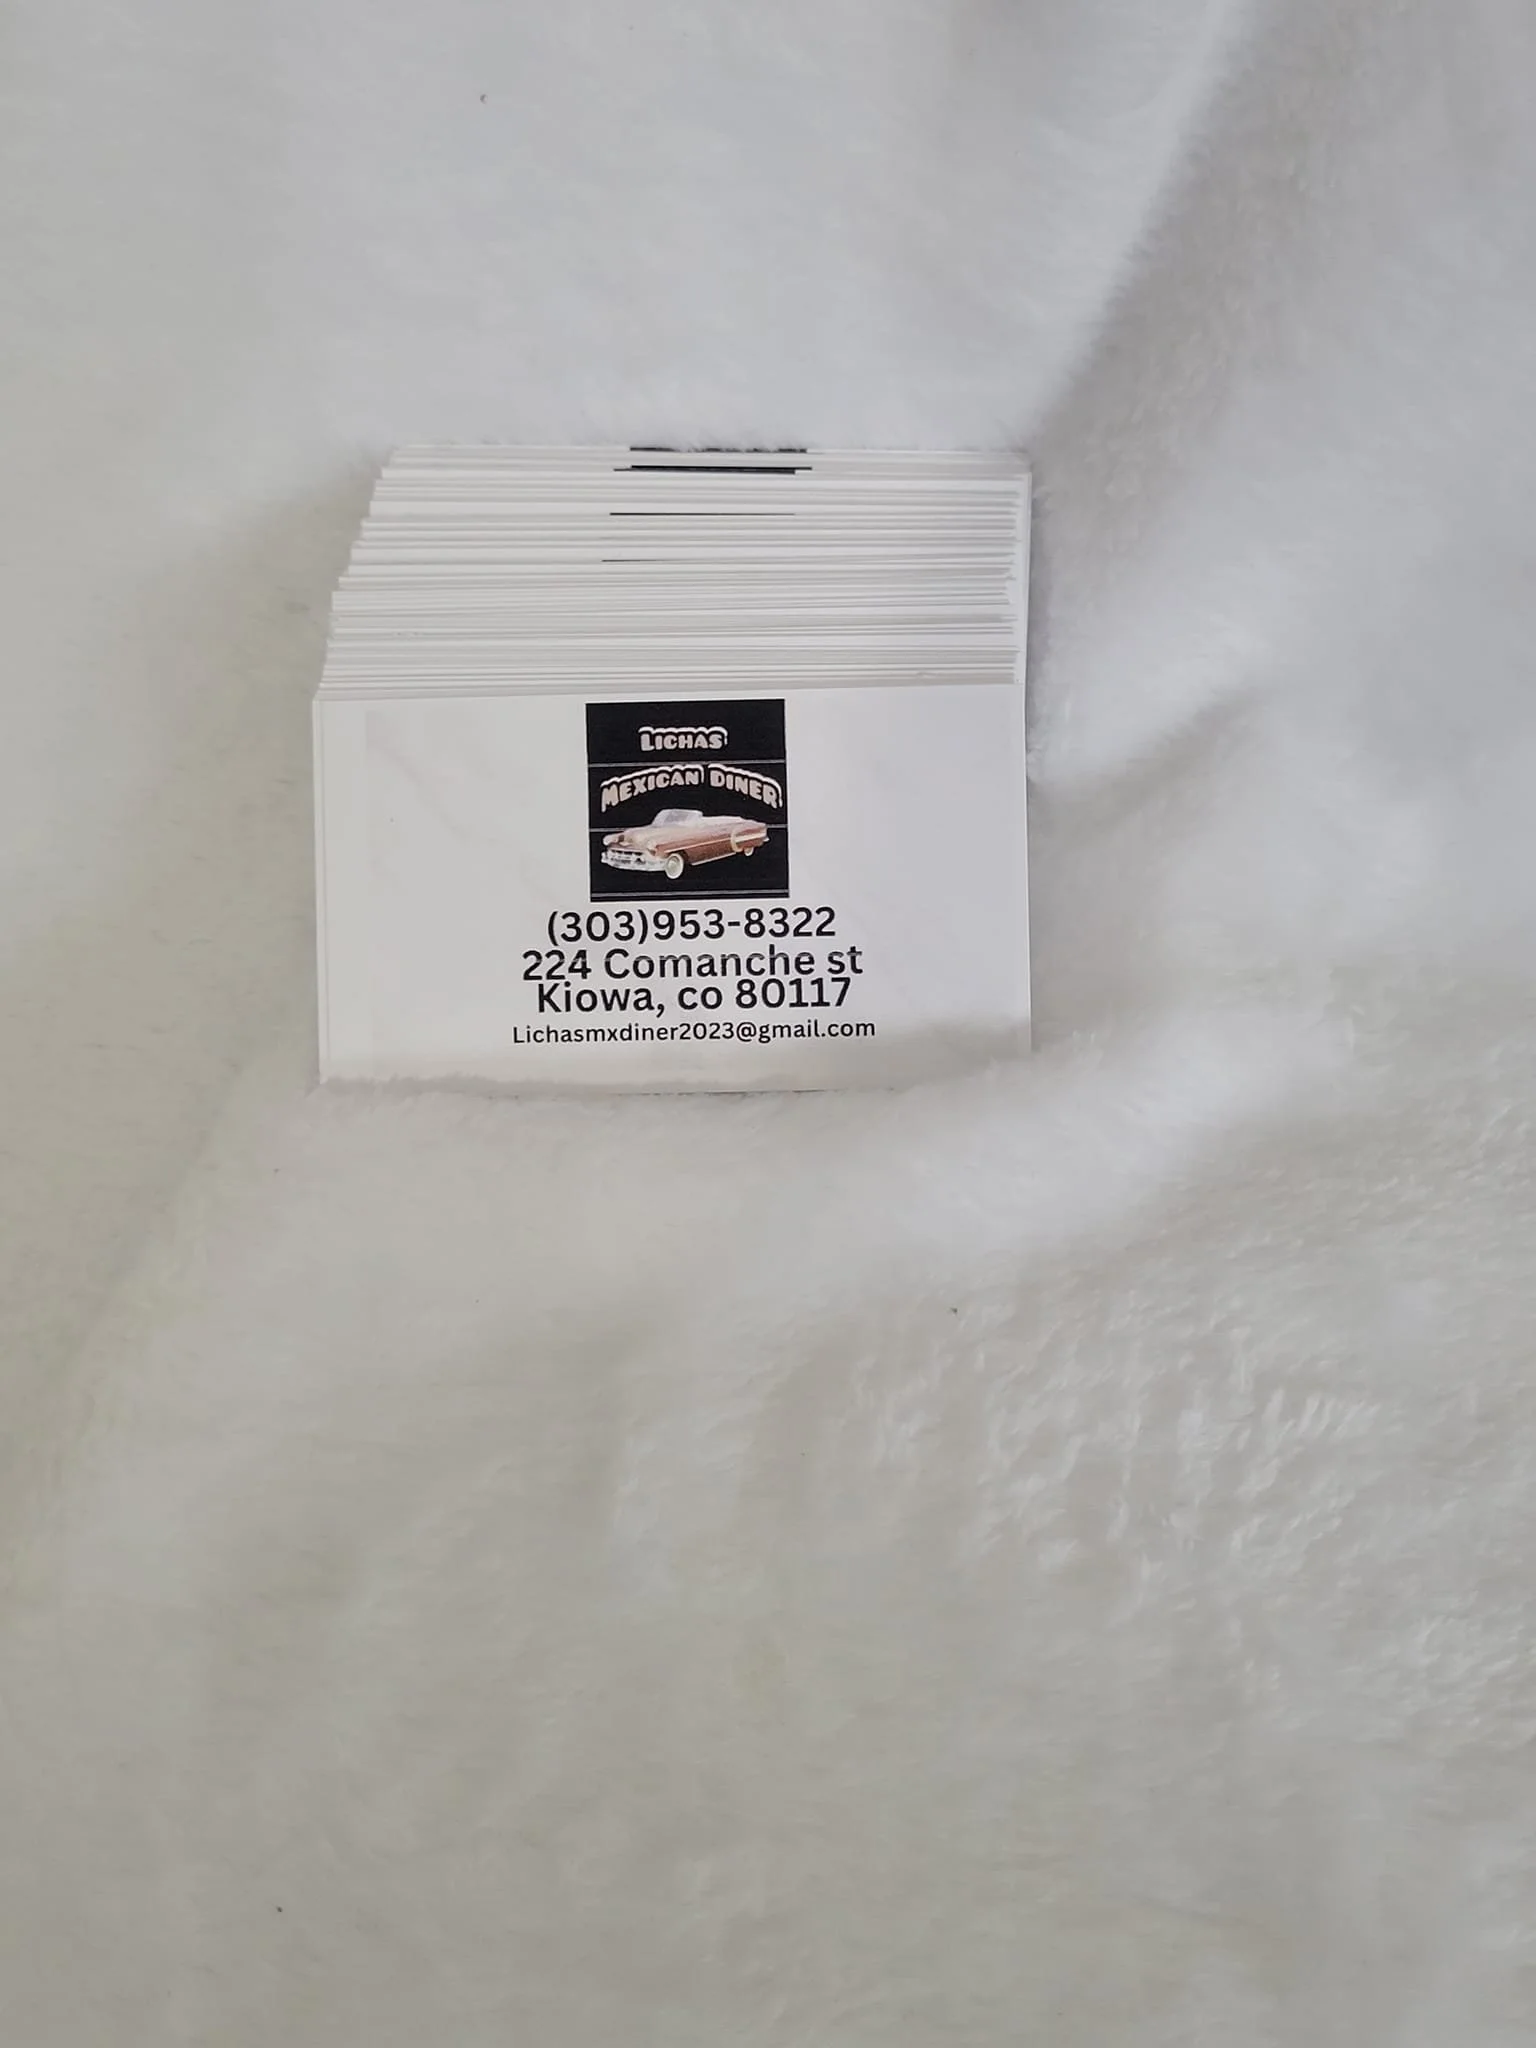 LICHAS
MEXICAN DINER
(303)953-8322
224 Comanche st
Kiowa, co 80117
Lichasmxdiner2023@gmail.com